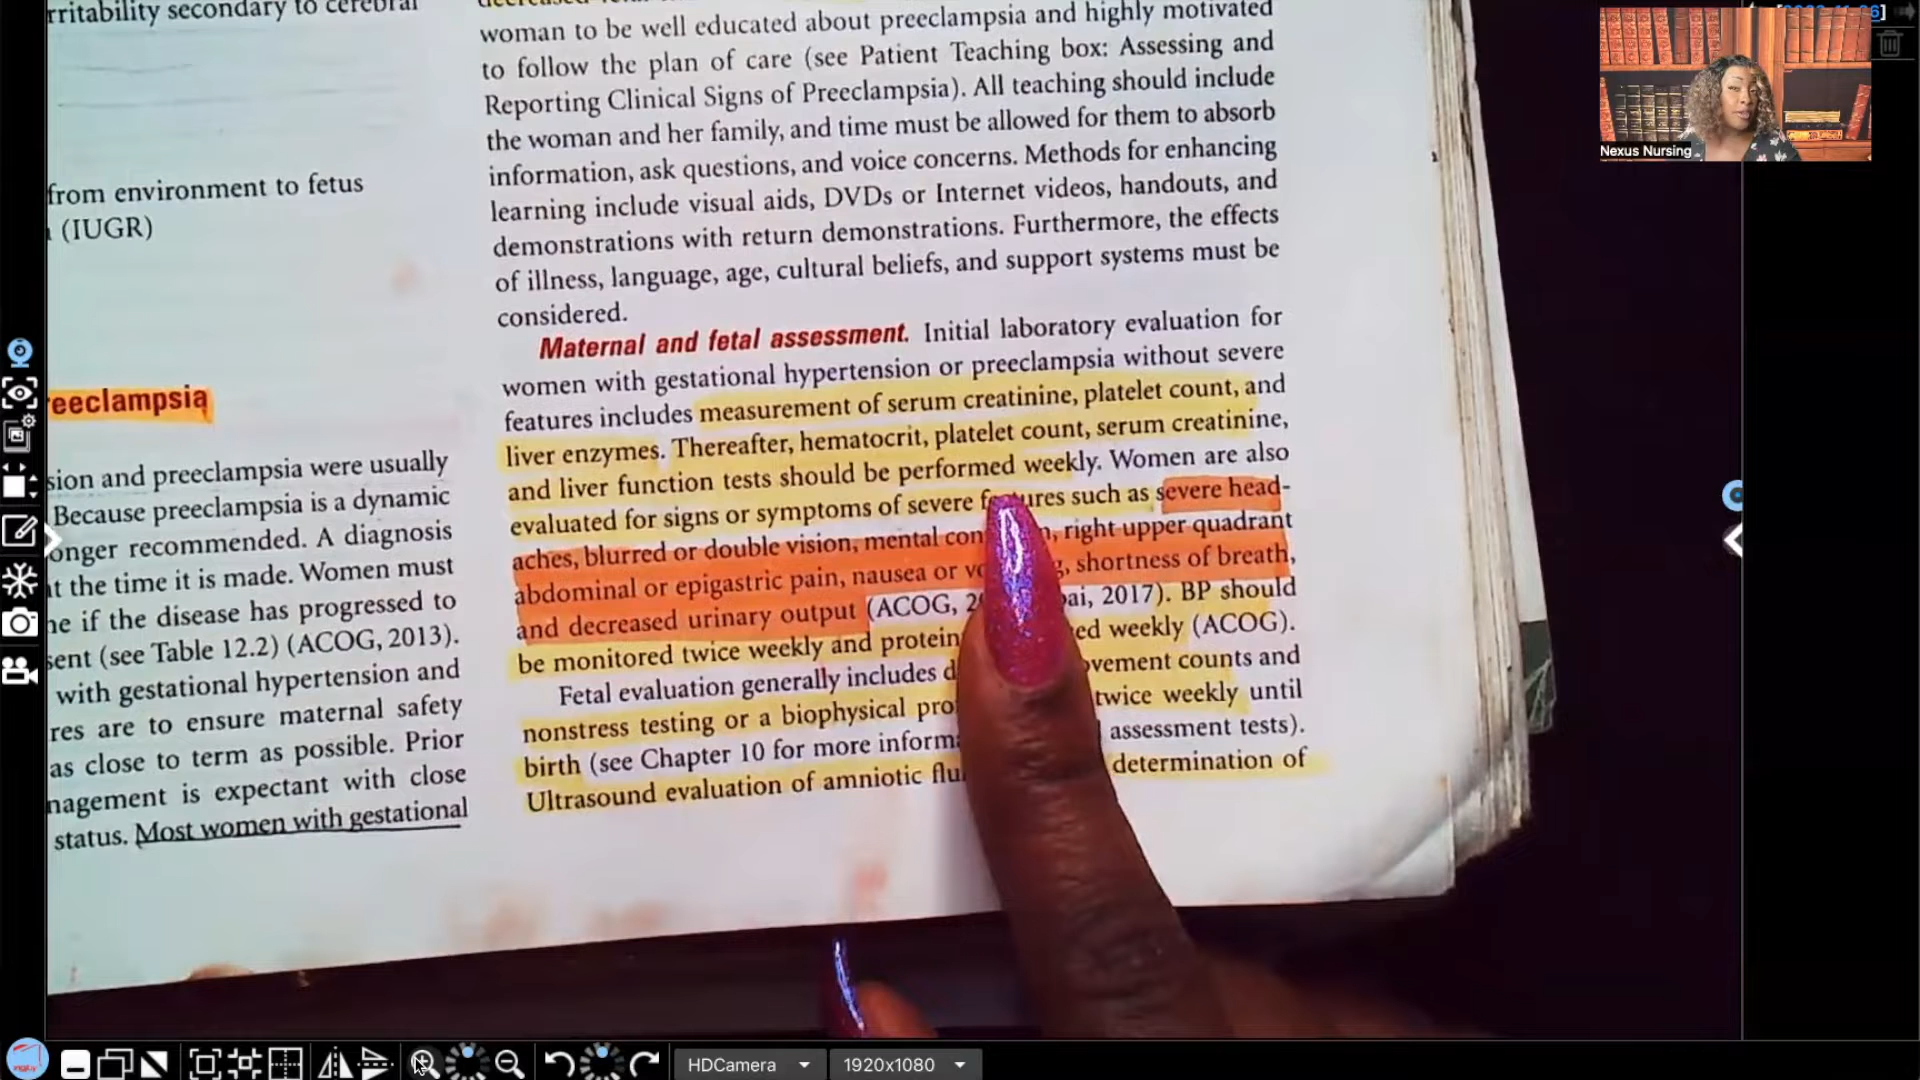 rritability secondary to cerebral
from environment to fetus
(IUGR)
eeclampsia
sion and preeclampsia were usually
Because preeclampsia is a dynamic
onger recommended. A diagnosis
t the time it is made. Women must
ne if the disease has progressed to
sent (see Table 12.2) (ACOG, 2013).
with gestational hypertension and
res are to ensure maternal safety
as close to term as possible. Prior
nagement is expectant with close
status. Most women with gestational
woman to be well educated about preeclampsia and highly motivated
to follow the plan of care (see Patient Teaching box: Assessing and
Reporting Clinical Signs of Preeclampsia). All teaching should include
the woman and her family, and time must be allowed for them to absorb
information, ask questions, and voice concerns. Methods for enhancing
learning include visual aids, DVDs or Internet videos, handouts, and
demonstrations with return demonstrations. Furthermore, the effects
of illness, language, age, cultural beliefs, and support systems must be
considered.
Maternal and fetal assessment. Initial laboratory evaluation for
women with gestational hypertension or preeclampsia without severe
features includes measurement of serum creatinine, platelet count, and
liver enzymes. Thereafter, hematocrit, platelet count, serum creatinine,
and liver function tests should be performed weekly. Women are also
evaluated for signs or symptoms of severe features such as severe head-
aches, blurred or double vision, mental con n, right upper quadrant
abdominal or epigastric pain, nausea or vo g, shortness of breath,
and decreased urinary output (ACOG, 2 ai, 2017). BP should
be monitored twice weekly and protein ed weekly (ACOG).
Fetal evaluation generally includes d ovement counts and
nonstress testing or a biophysical pro twice weekly until
birth (see Chapter 10 for more inform assessment tests).
Ultrasound evaluation of amniotic flu determination of
Nexus Nursing
HDCamera
1920x1080